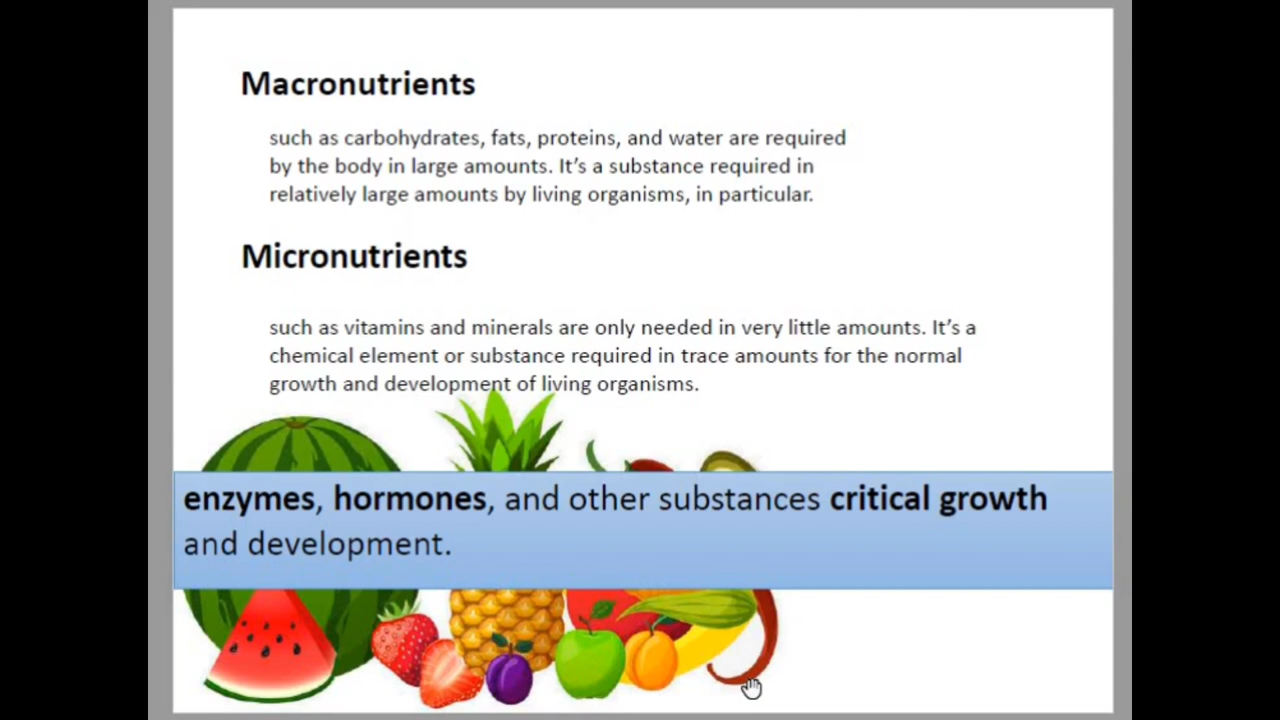 Macronutrients
such as carbohydrates, fats, proteins, and water are required
by the body in large amounts. It’s a substance required in
relatively large amounts by living organisms, in particular.
Micronutrients
such as vitamins and minerals are only needed in very little amounts. It’s a
chemical element or substance required in trace amounts for the normal
growth and development of living organisms.
enzymes, hormones, and other substances critical growth
and development.